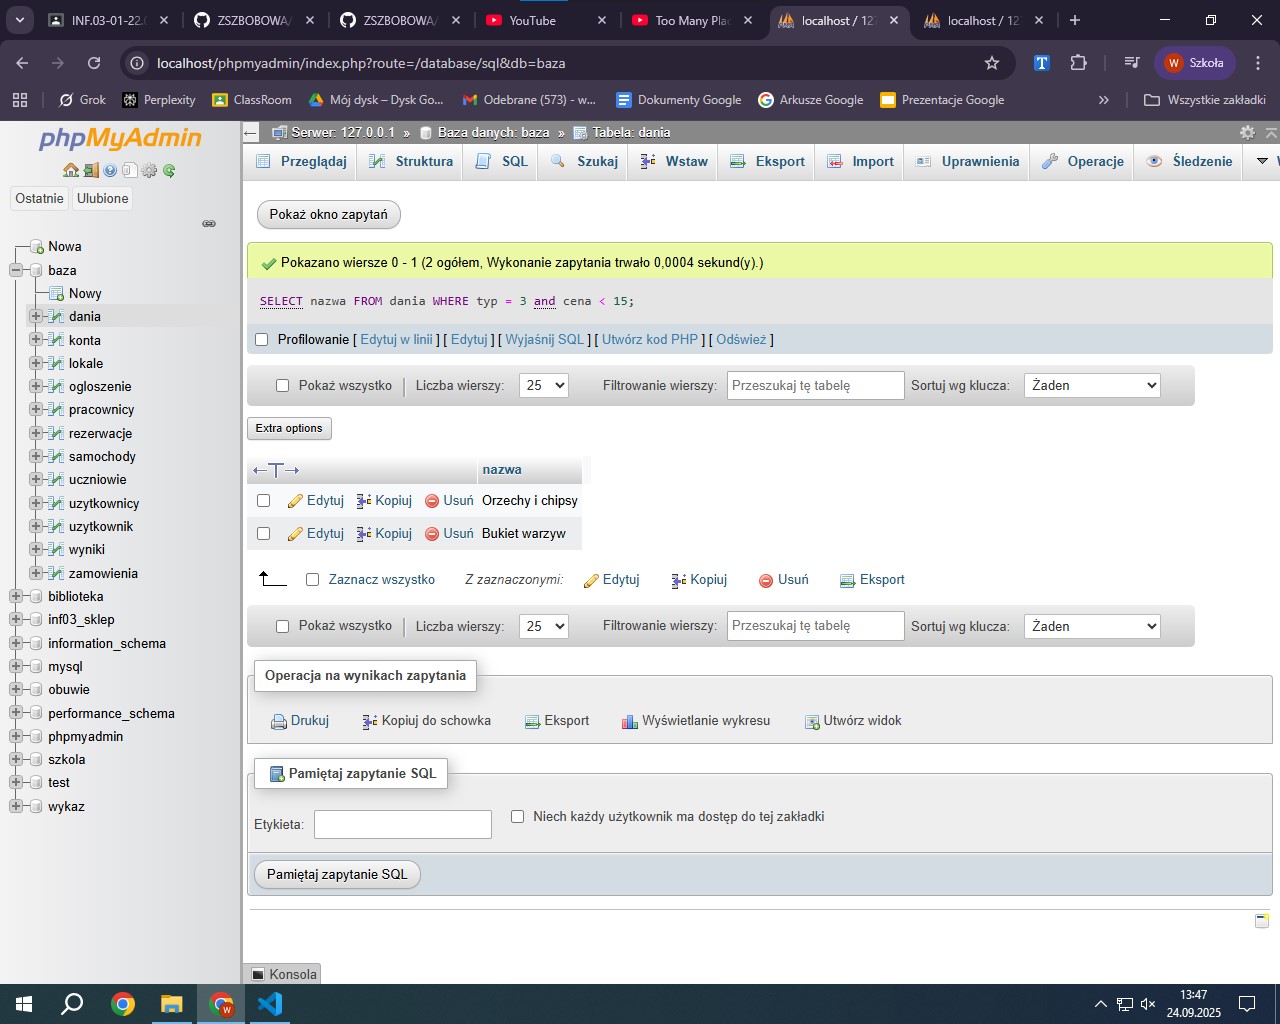 INF.03-01-22.0
ZSZBOBOWA/
ZSZBOBOWA/
YouTube
Too Many Plac
localhost / 127
localhost / 12
localhost/phpmyadmin/index.php?route=/database/sql&db=baza
W Szkoła
Grok
Perplexity
ClassRoom
Mój dysk – Dysk Go...
Odebrane (573) - w...
Dokumenty Google
Arkusze Google
Prezentacje Google
Wszystkie zakładki
phpMyAdmin
Ostatnie
Ulubione
Nowa
baza
Nowy
dania
konta
lokale
ogloszenie
pracownicy
rezerwacje
samochody
uczniowie
uzytkownicy
uzytkownik
wyniki
zamowienia
biblioteka
inf03_sklep
information_schema
mysql
obuwie
performance_schema
phpmyadmin
szkola
test
wykaz
Serwer: 127.0.0.1 » Baza danych: baza » Tabela: dania
Przeglądaj
Struktura
SQL
Szukaj
Wstaw
Eksport
Import
Uprawnienia
Operacje
Śledzenie
Pokaż okno zapytań
Pokazano wiersze 0 - 1 (2 ogółem, Wykonanie zapytania trwało 0,0004 sekund(y).)
SELECT nazwa FROM dania WHERE typ = 3 and cena < 15;
Profilowanie [ Edytuj w linii ] [ Edytuj ] [ Wyjaśnij SQL ] [ Utwórz kod PHP ] [ Odśwież ]
Pokaż wszystko | Liczba wierszy: 25 Filtrowanie wierszy: Przeszukaj tę tabelę Sortuj wg klucza: Żaden
Extra options
←T→ nazwa
Edytuj Kopiuj Usuń Orzechy i chipsy
Edytuj Kopiuj Usuń Bukiet warzyw
Zaznacz wszystko Z zaznaczonymi: Edytuj Kopiuj Usuń Eksport
Pokaż wszystko | Liczba wierszy: 25 Filtrowanie wierszy: Przeszukaj tę tabelę Sortuj wg klucza: Żaden
Operacja na wynikach zapytania
Drukuj Kopiuj do schowka Eksport Wyświetlanie wykresu Utwórz widok
Pamiętaj zapytanie SQL
Etykieta: Niech każdy użytkownik ma dostęp do tej zakładki
Pamiętaj zapytanie SQL
Konsola
13:47
24.09.2025